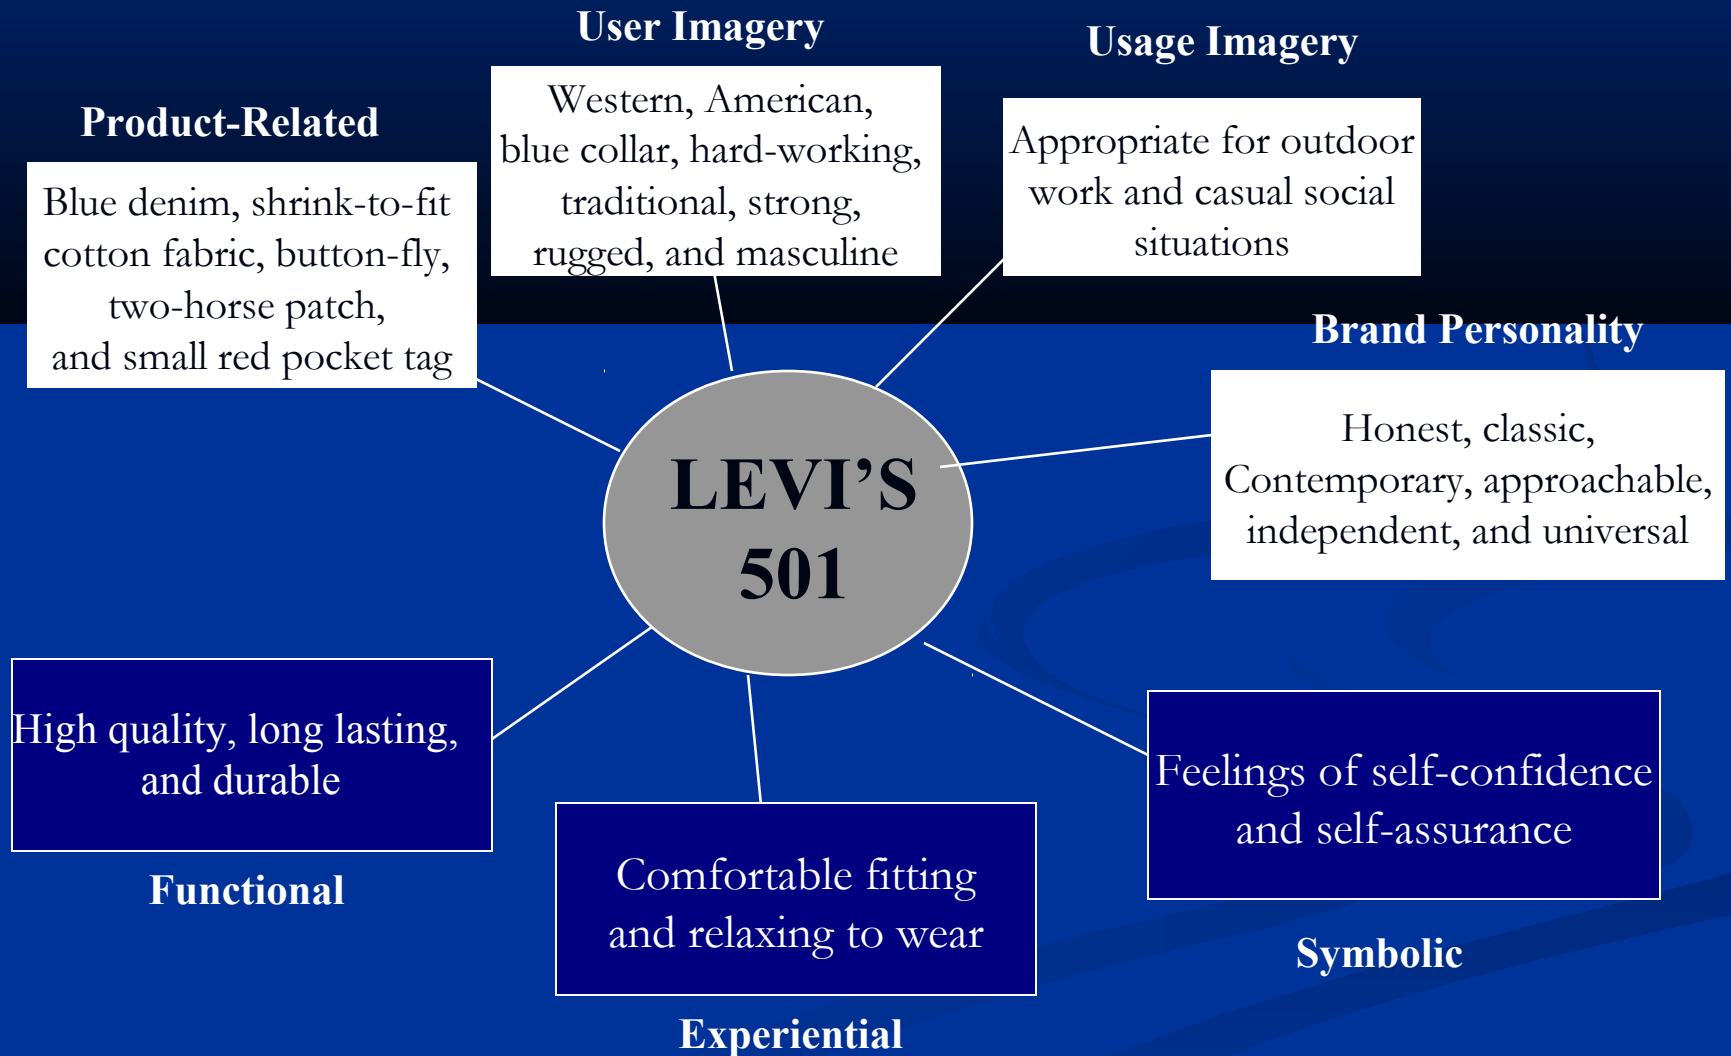 User Imagery
Western, American,
blue collar, hard-working,
traditional, strong,
rugged, and masculine
Usage Imagery
Appropriate for outdoor
work and casual social
situations
Product-Related
Blue denim, shrink-to-fit
cotton fabric, button-fly,
two-horse patch,
and small red pocket tag
Brand Personality
Honest, classic,
Contemporary, approachable,
independent, and universal
LEVI’S
501
High quality, long lasting,
and durable
Functional
Comfortable fitting
and relaxing to wear
Experiential
Feelings of self-confidence
and self-assurance
Symbolic